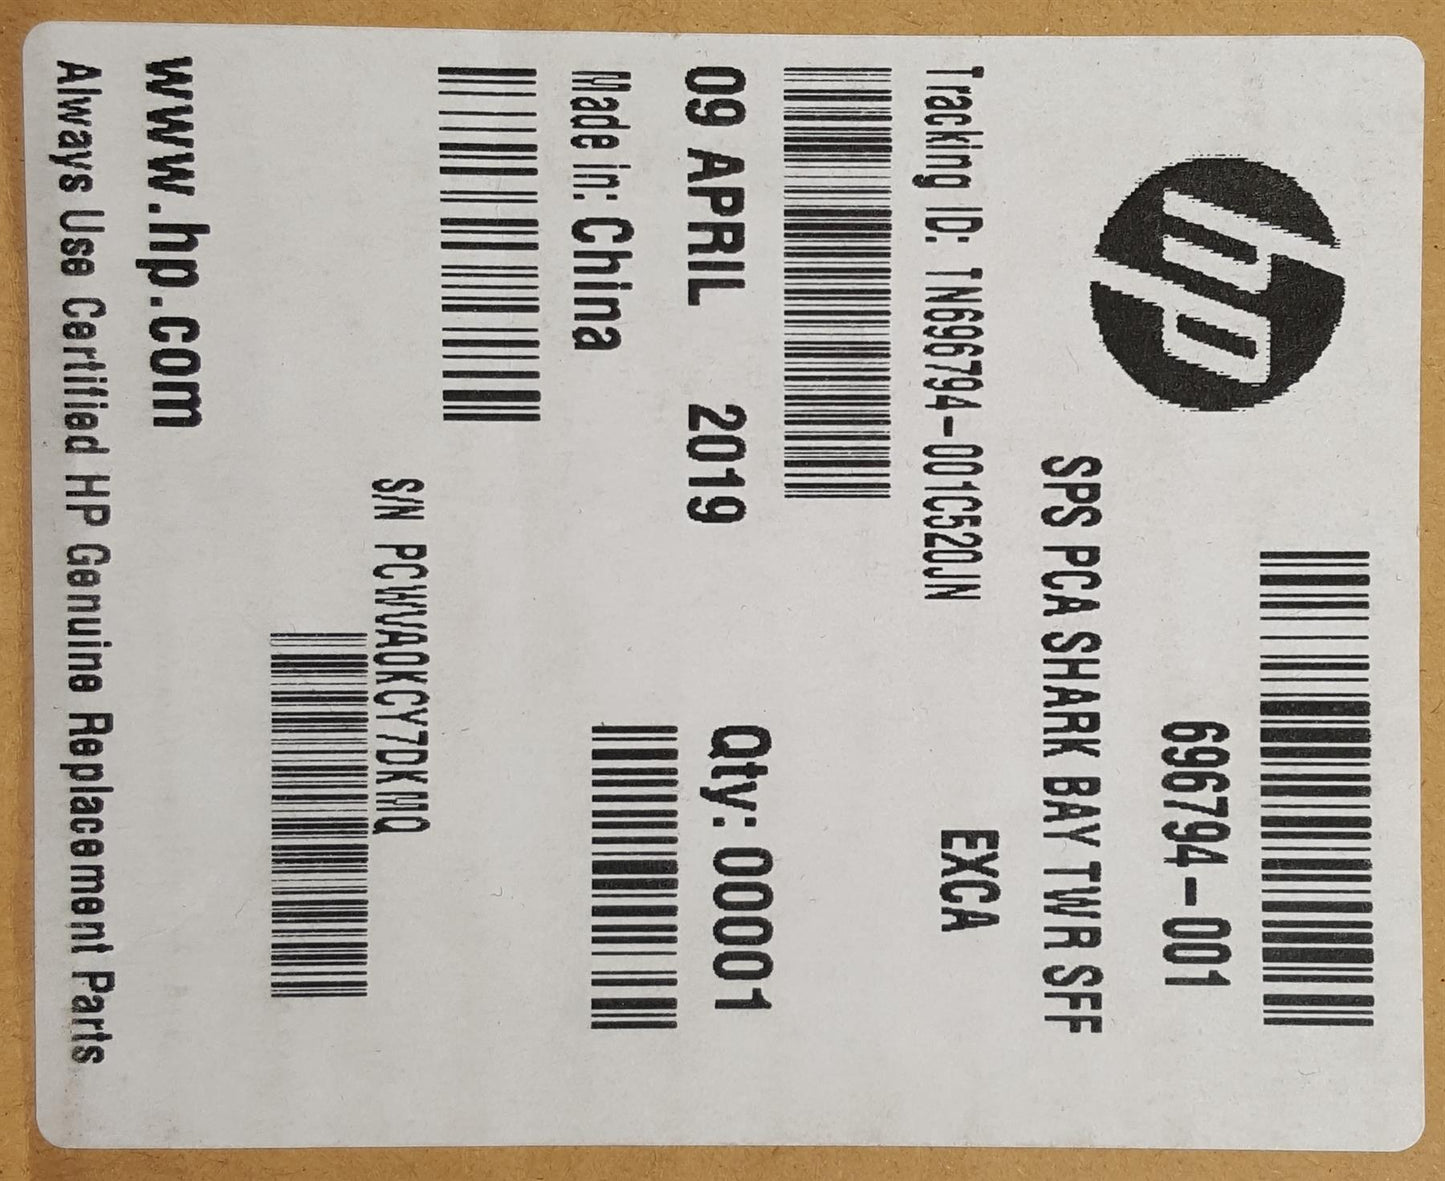 hp
696794-001
SPS PCA SHARK BAY TWR SFF
Tracking ID: TN696794-001C520JN
EXCA
09 APRIL 2019
Qty: 00001
Made in: China
S/N PCWVA0KCY7DKMQ
www.hp.com
Always Use Certified HP Genuine Replacement Parts